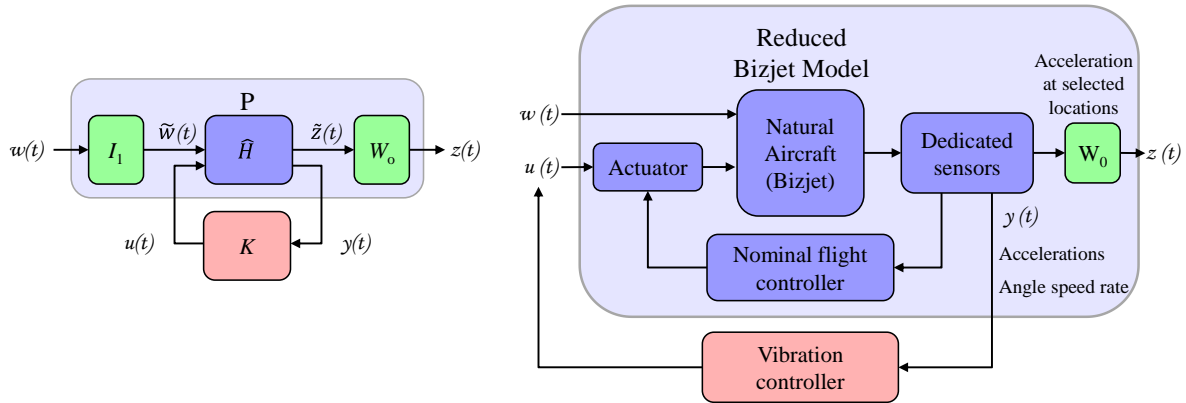 P
w(t)
I₁
w̃(t)
Ĥ
z̃(t)
Wₒ
z(t)
u(t)
K
y(t)
Reduced
Bizjet Model
Acceleration
at selected
locations
w(t)
u(t)
Actuator
Natural
Aircraft
(Bizjet)
Dedicated
sensors
W₀
z(t)
y(t)
Nominal flight
controller
Accelerations
Angle speed rate
Vibration
controller